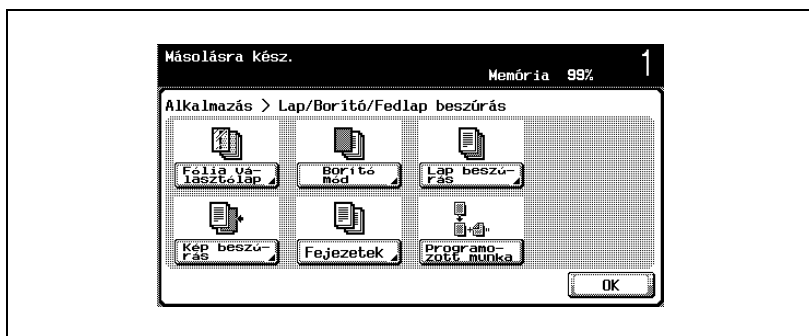 Másolásra kész.
Memória 99% 1
Alkalmazás > Lap/Borító/Fedlap beszúrás
Fólia vá-
lasztólap
Borító
mód
Lap beszú-
rás
Kép beszú-
rás
Fejezetek
Programo-
zott munka
OK